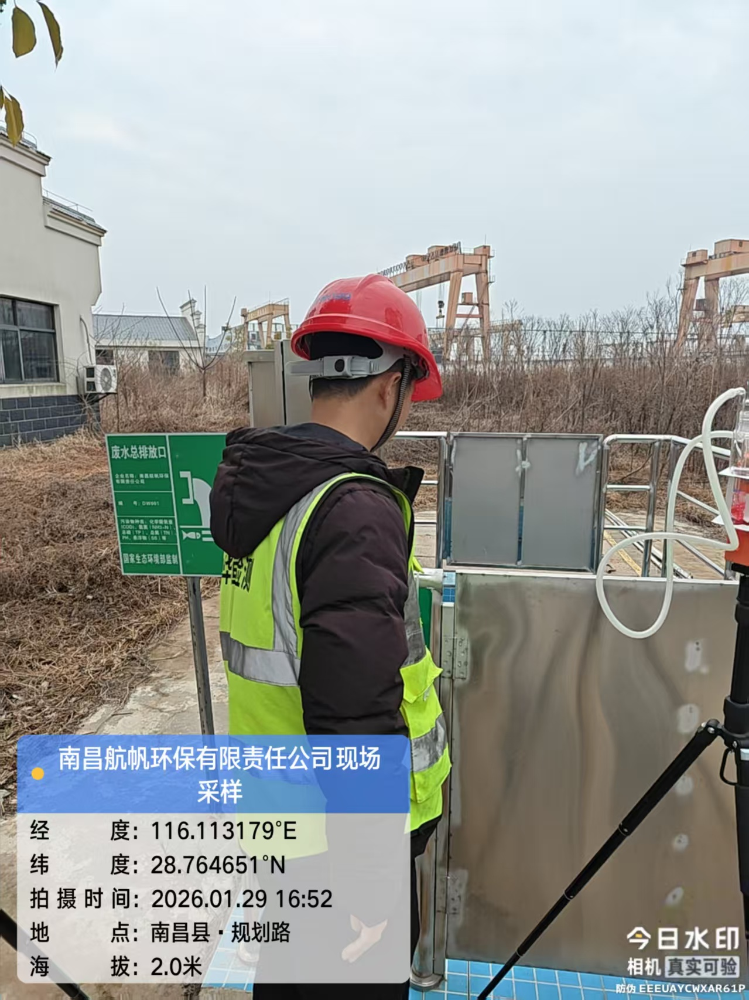 废水总排放口
企业名称：南昌航帆环保
有限责任公司
编 号：DW001
污染物种类：化学需氧量
（COD）、氨氮（NH3-N）、
总磷（TP）、总氮（TN）、
PH、悬浮物（SS）等
国家生态环境部监制
华检测
南昌航帆环保有限责任公司现场
采样
经 度：116.113179°E
纬 度：28.764651°N
拍摄时间：2026.01.29 16:52
地 点：南昌县·规划路
海 拔：2.0米
今日水印
相机 真实可验
防伪 EEEUAYCWXAR61P